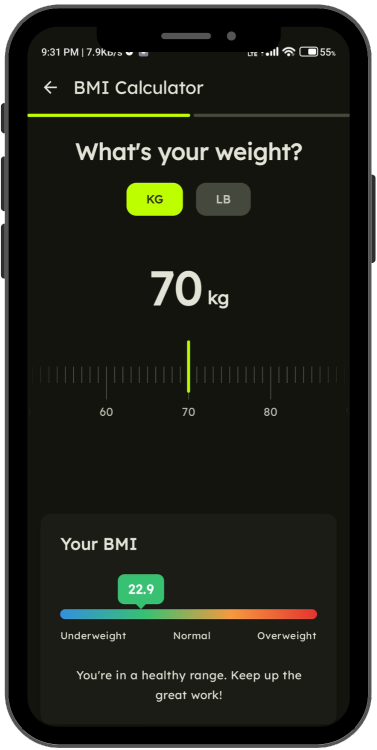 9:31 PM | 7.9KB/s
LTE
55%
BMI Calculator
What's your weight?
KG LB
70 kg
60 70 80
Your BMI
22.9
Underweight Normal Overweight
You're in a healthy range. Keep up the
great work!